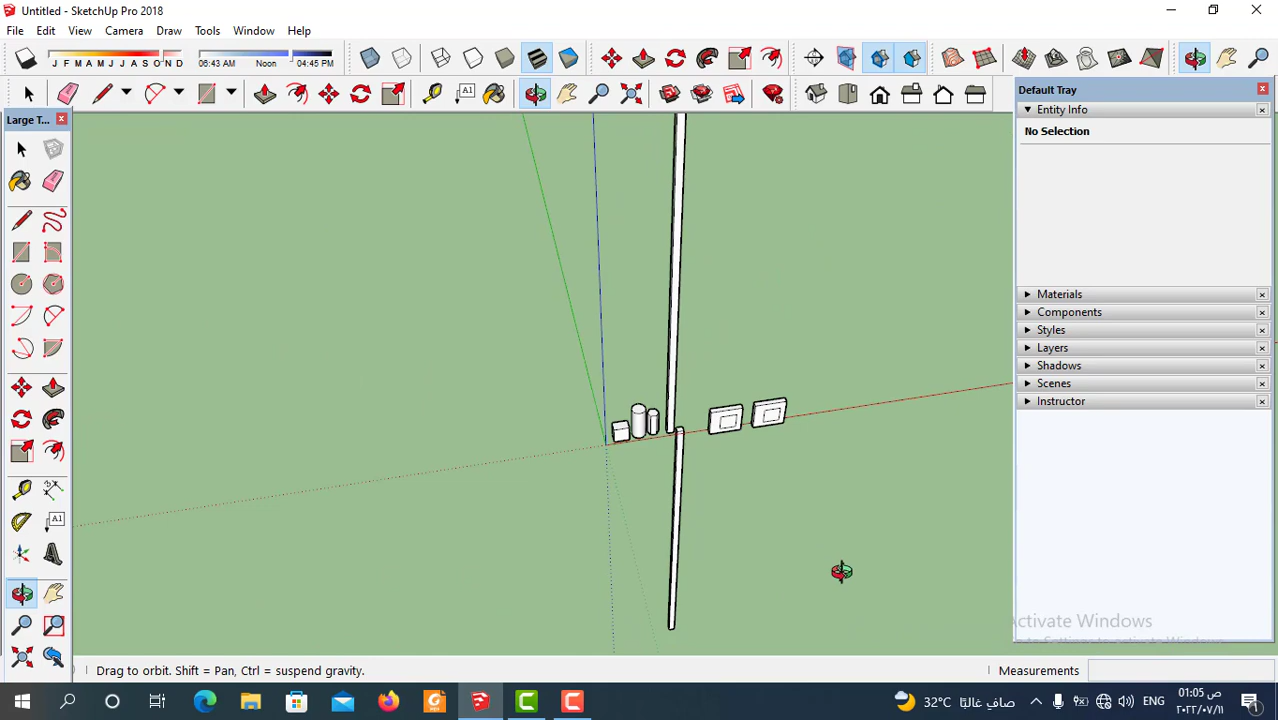 Untitled - SketchUp Pro 2018
File Edit View Camera Draw Tools Window Help
J F M A M J J A S O N D 06:43 AM Noon 04:45 PM
A1
Large T...
Default Tray
Entity Info
No Selection
Materials
Components
Styles
Layers
Shadows
Scenes
Instructor
A1
Activate Windows
Drag to orbit. Shift = Pan, Ctrl = suspend gravity.
Measurements
32°C صاف غالبًا
ENG
01:05 ص
٢٠٢٢/٠٧/١١